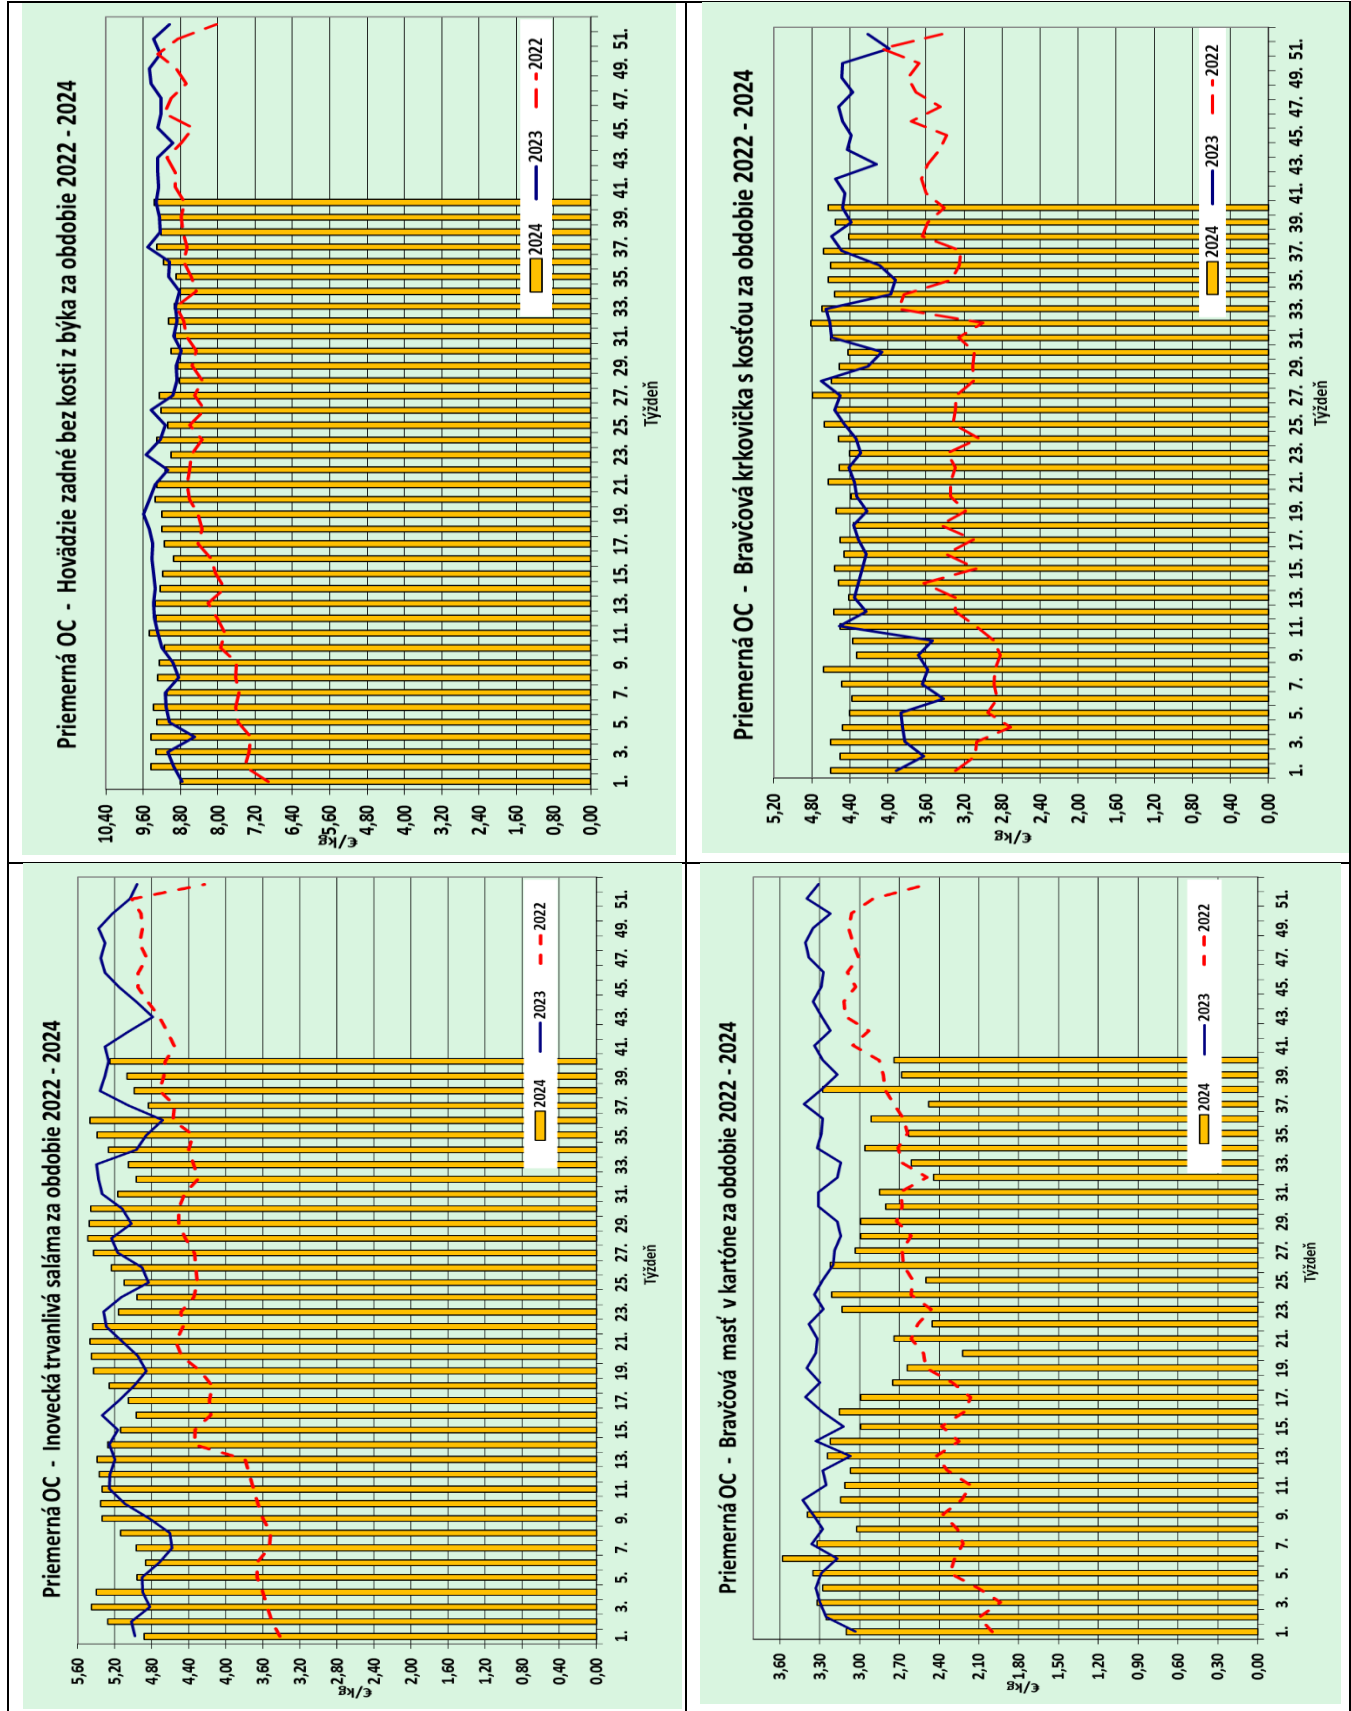 Priemerná OC - Inovecká trvanlivá saláma za obdobie 2022 - 2024
5,60
5,20
4,80
4,40
4,00
3,60
3,20
2,80
2,40
2,00
1,60
1,20
0,80
0,40
0,00
€/kg
2024 2023 2022
1. 3. 5. 7. 9. 11. 13. 15. 17. 19. 21. 23. 25. 27. 29. 31. 33. 35. 37. 39. 41. 43. 45. 47. 49. 51.
Týždeň
Priemerná OC - Hovädzie zadné bez kosti z býka za obdobie 2022 - 2024
10,40
9,60
8,80
8,00
7,20
6,40
5,60
4,80
4,00
3,20
2,40
1,60
0,80
0,00
€/kg
2024 2023 2022
1. 3. 5. 7. 9. 11. 13. 15. 17. 19. 21. 23. 25. 27. 29. 31. 33. 35. 37. 39. 41. 43. 45. 47. 49. 51.
Týždeň
Priemerná OC - Bravčová masť v kartóne za obdobie 2022 - 2024
3,60
3,30
3,00
2,70
2,40
2,10
1,80
1,50
1,20
0,90
0,60
0,30
0,00
€/kg
2024 2023 2022
1. 3. 5. 7. 9. 11. 13. 15. 17. 19. 21. 23. 25. 27. 29. 31. 33. 35. 37. 39. 41. 43. 45. 47. 49. 51.
Týždeň
Priemerná OC - Bravčová krkovička s kosťou za obdobie 2022 - 2024
5,20
4,80
4,40
4,00
3,60
3,20
2,80
2,40
2,00
1,60
1,20
0,80
0,40
0,00
€/kg
2024 2023 2022
1. 3. 5. 7. 9. 11. 13. 15. 17. 19. 21. 23. 25. 27. 29. 31. 33. 35. 37. 39. 41. 43. 45. 47. 49. 51.
Týždeň